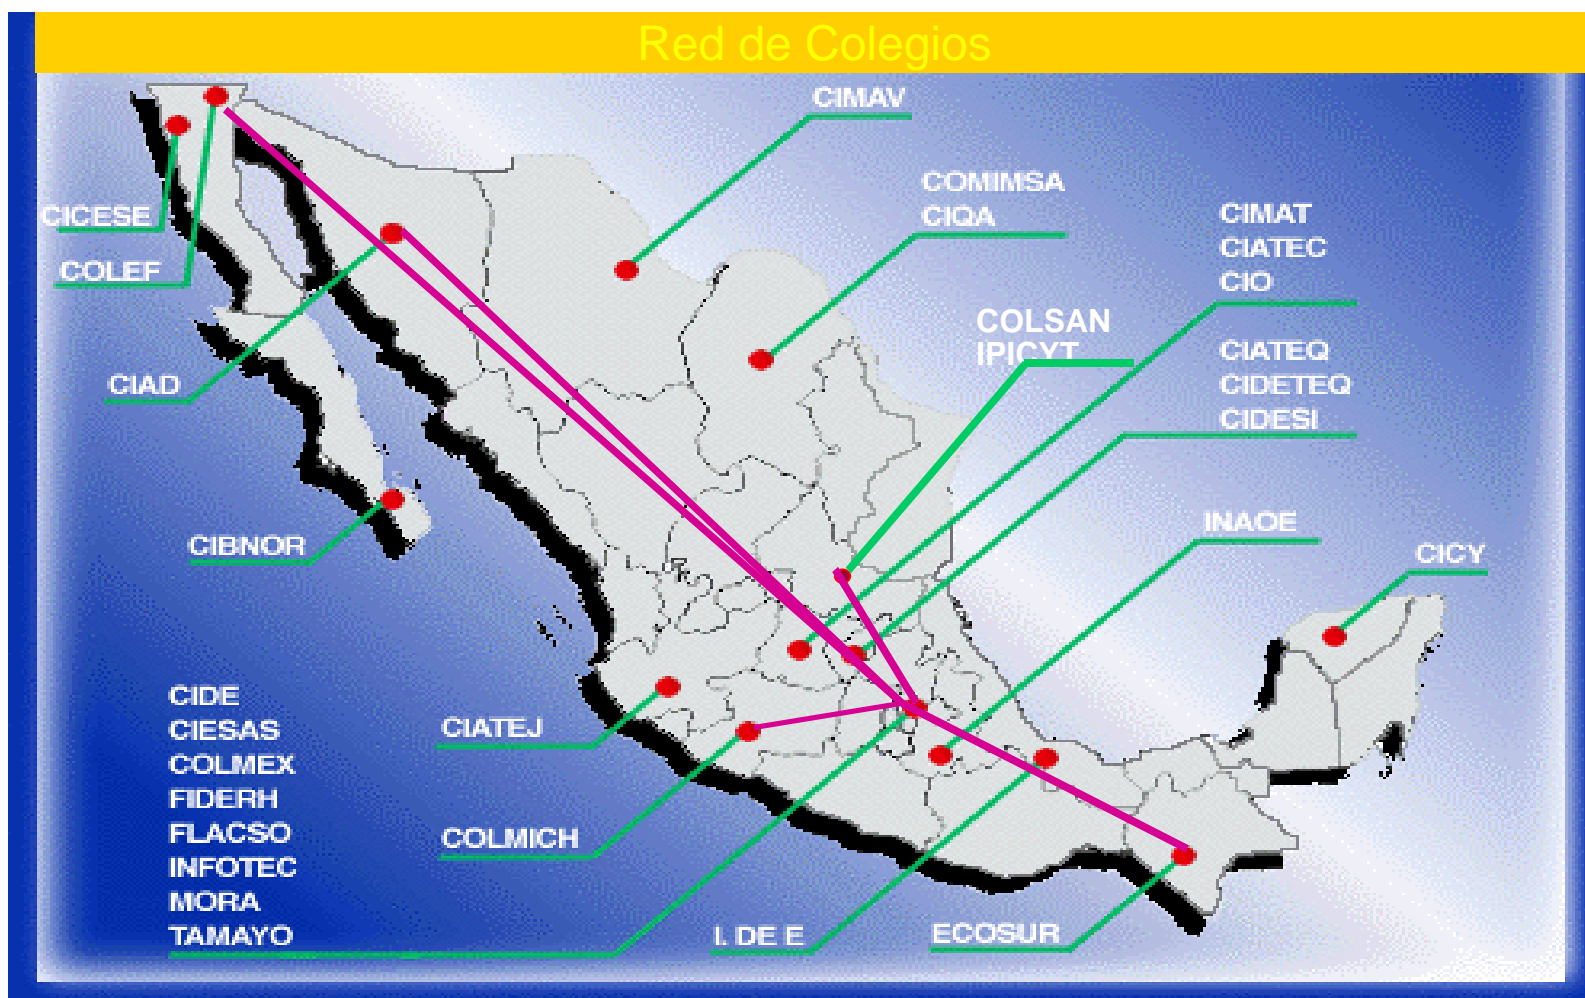 Red de Colegios
CIMAV
COMIMSA
CIQA
CIMAT
CIATEC
CIO
CICESE
COLEF
COLSAN
IPICYT
CIATEQ
CIDETEQ
CIDESI
CIAD
INAOE
CIBNOR
CICY
CIDE
CIESAS
COLMEX
FIDERH
FLACSO
INFOTEC
MORA
TAMAYO
CIATEJ
COLMICH
I. DE E
ECOSUR